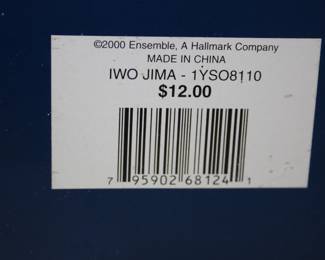 ©2000 Ensemble, A Hallmark Company
MADE IN CHINA
IWO JIMA - 1YSO8110
$12.00
7 95902 68124 1